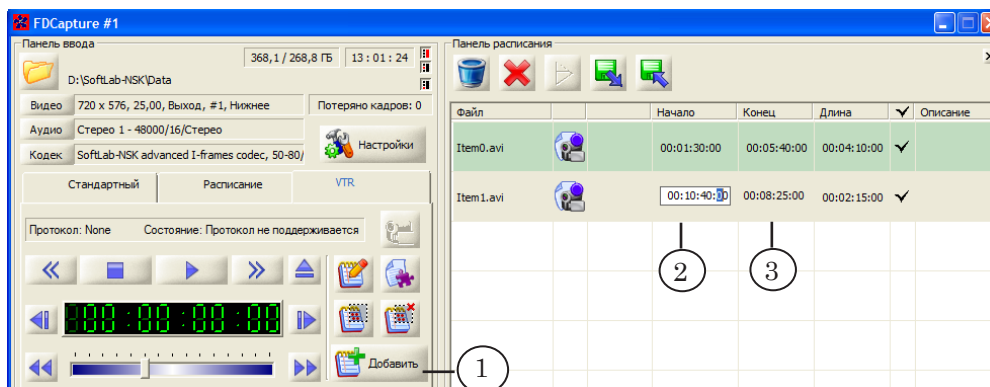 FDCapture #1
Панель ввода
368,1 / 268,8 ГБ 13 : 01 : 24
D:\SoftLab-NSK\Data
Видео 720 x 576, 25,00, Выход, #1, Нижнее Потеряно кадров: 0
Аудио Стерео 1 - 48000/16/Стерео
Кодек SoftLab-NSK advanced I-frames codec, 50-80/
Настройки
Стандартный Расписание VTR
Протокол: None Состояние: Протокол не поддерживается
00:00:00:00
Добавить
1
Панель расписания
Файл Начало Конец Длина Описание
Item0.avi 00:01:30:00 00:05:40:00 00:04:10:00
Item1.avi 00:10:40:00 00:08:25:00 00:02:15:00
2 3